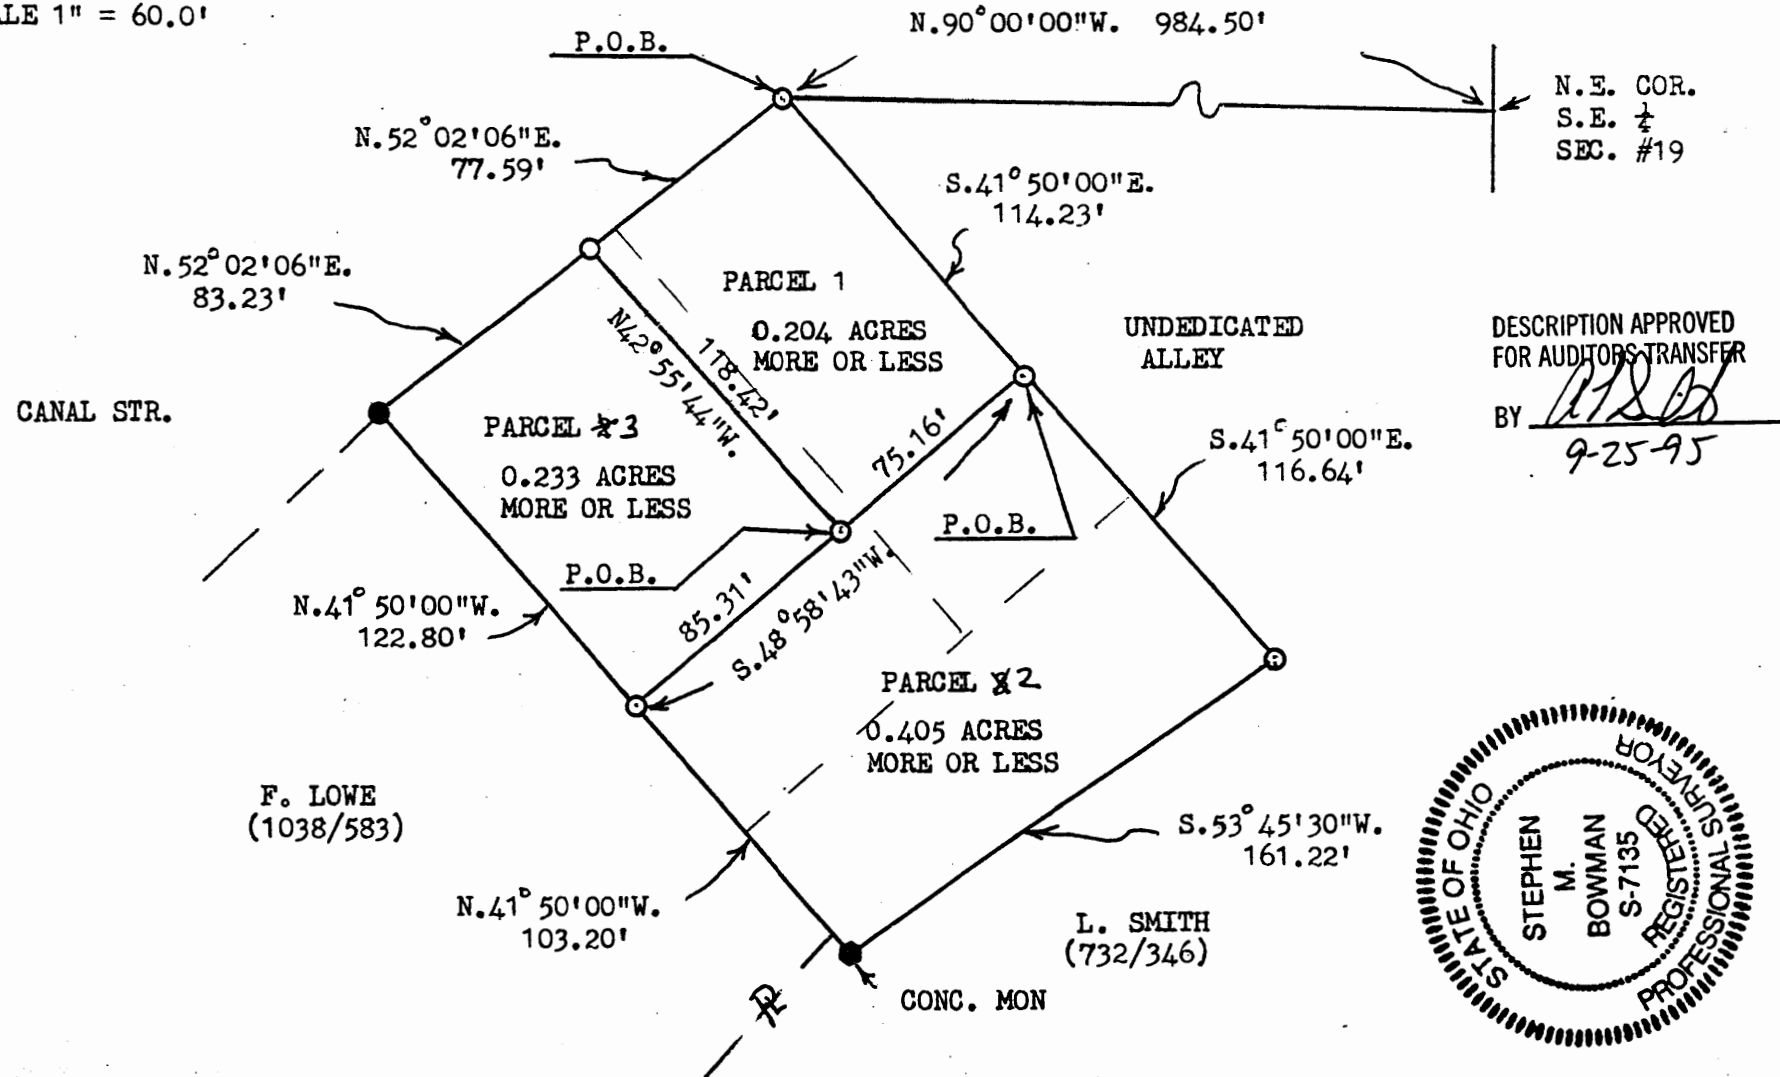 LE 1" = 60.0'
P.O.B.
N.90°00'00"W. 984.50'
N.E. COR.
S.E. 1/4
SEC. #19
N.52°02'06"E.
77.59'
S.41°50'00"E.
114.23'
N.52°02'06"E.
83.23'
PARCEL 1
0.204 ACRES
MORE OR LESS
N42°55'44"W.
118.42'
UNDEDICATED
ALLEY
DESCRIPTION APPROVED
FOR AUDITORS TRANSFER
BY
9-25-95
CANAL STR.
PARCEL 3
0.233 ACRES
MORE OR LESS
75.16'
S.41°50'00"E.
116.64'
P.O.B.
P.O.B.
85.31'
S.48°58'43"W.
N.41°50'00"W.
122.80'
PARCEL 2
0.405 ACRES
MORE OR LESS
F. LOWE
(1038/583)
S.53°45'30"W.
161.22'
N.41°50'00"W.
103.20'
L. SMITH
(732/346)
CONC. MON
STATE OF OHIO
STEPHEN
M.
BOWMAN
S-7135
REGISTERED
PROFESSIONAL SURVEYOR